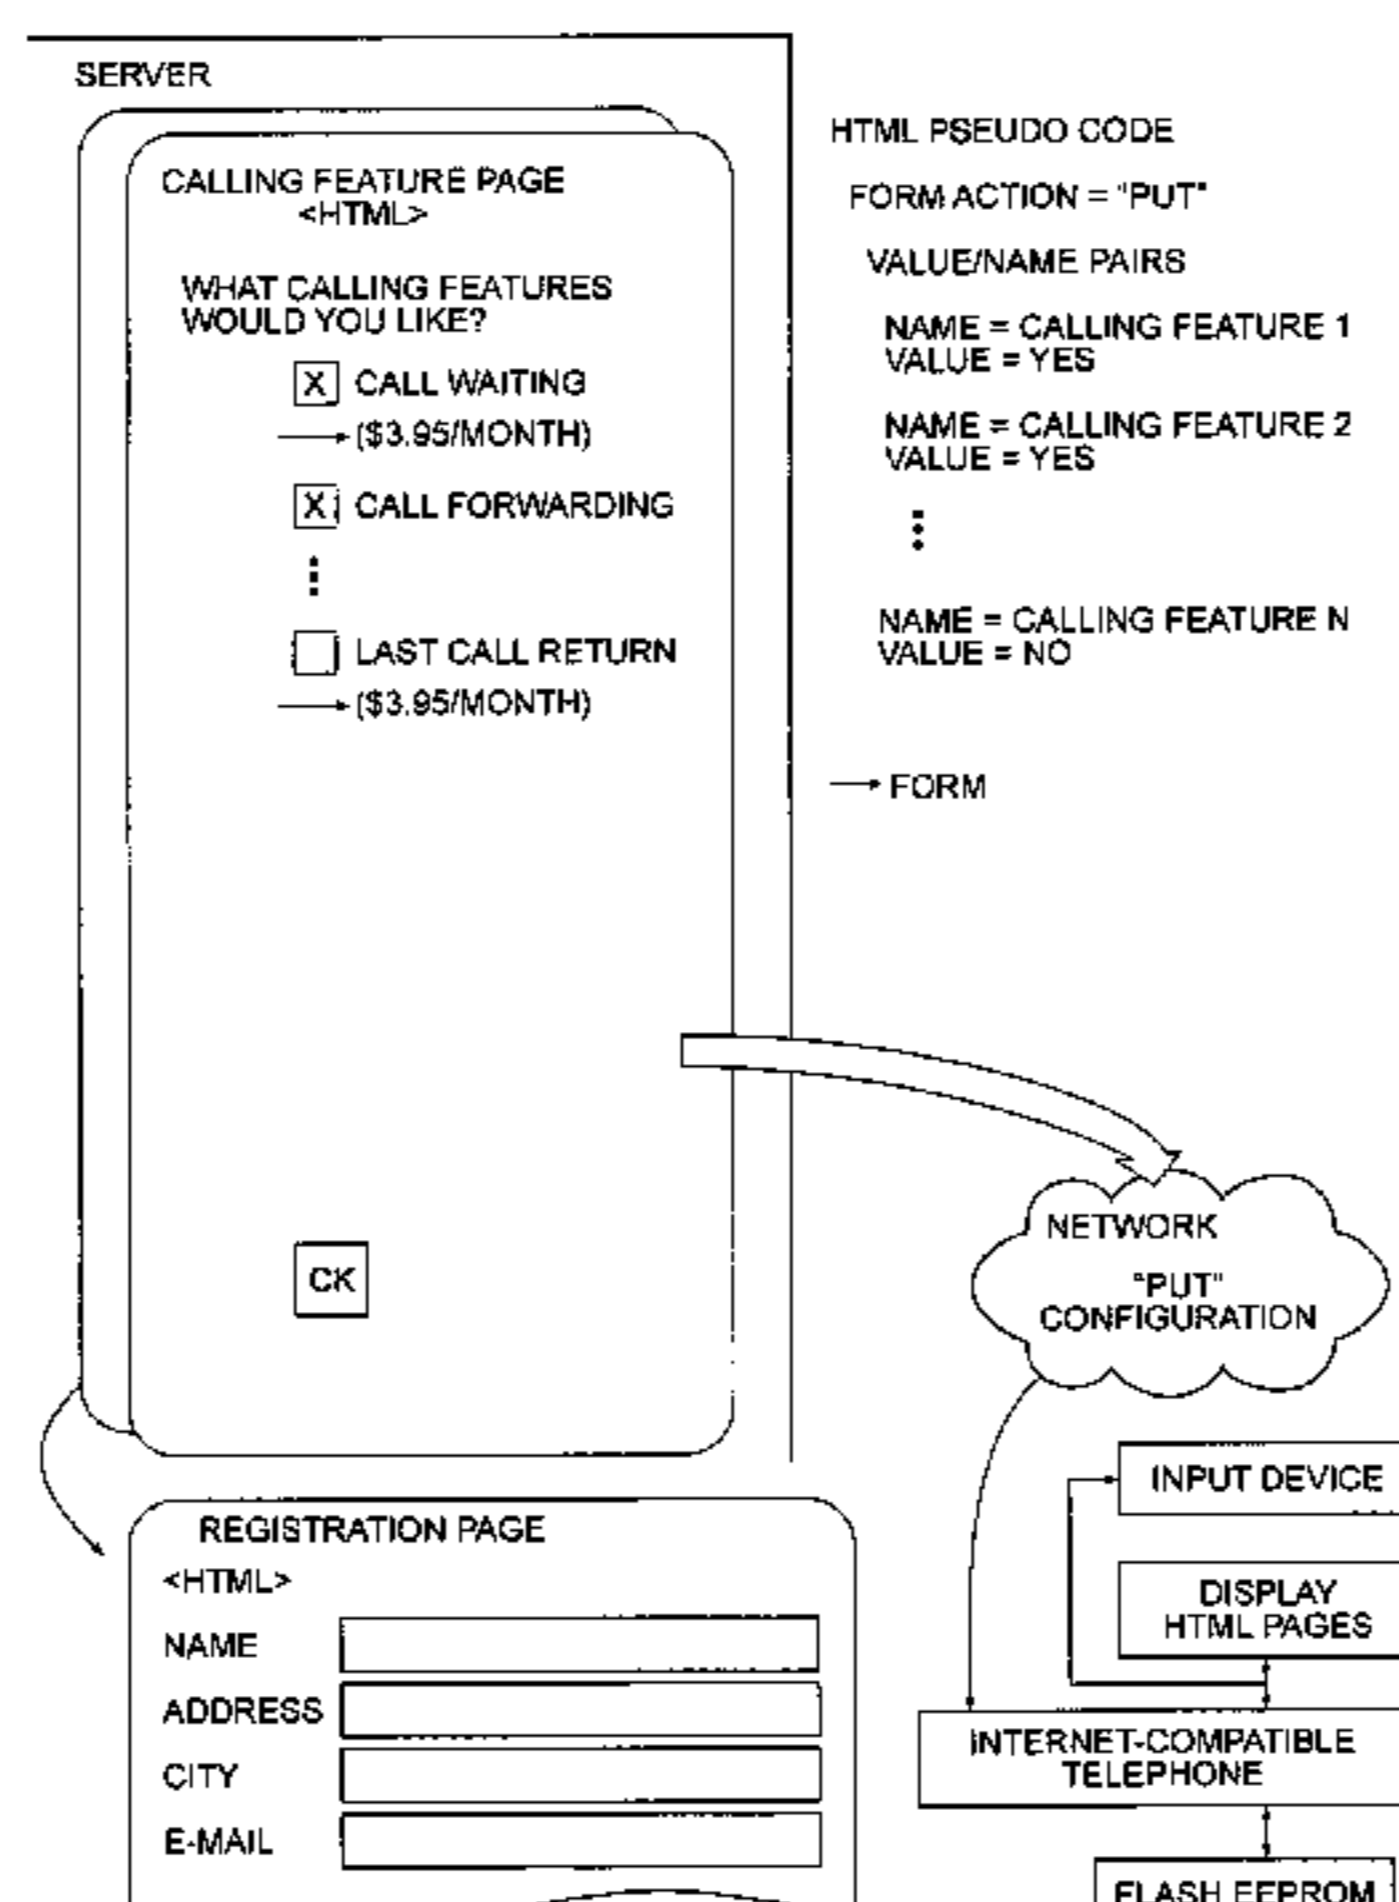 SERVER
CALLING FEATURE PAGE
<HTML>
WHAT CALLING FEATURES
WOULD YOU LIKE?
X CALL WAITING
($3.95/MONTH)
X CALL FORWARDING
LAST CALL RETURN
($3.95/MONTH)
CK
HTML PSEUDO CODE
FORM ACTION = "PUT"
VALUE/NAME PAIRS
NAME = CALLING FEATURE 1
VALUE = YES
NAME = CALLING FEATURE 2
VALUE = YES
NAME = CALLING FEATURE N
VALUE = NO
FORM
NETWORK
"PUT"
CONFIGURATION
REGISTRATION PAGE
<HTML>
NAME
ADDRESS
CITY
E-MAIL
INPUT DEVICE
DISPLAY
HTML PAGES
INTERNET-COMPATIBLE
TELEPHONE
FLASH EEPROM